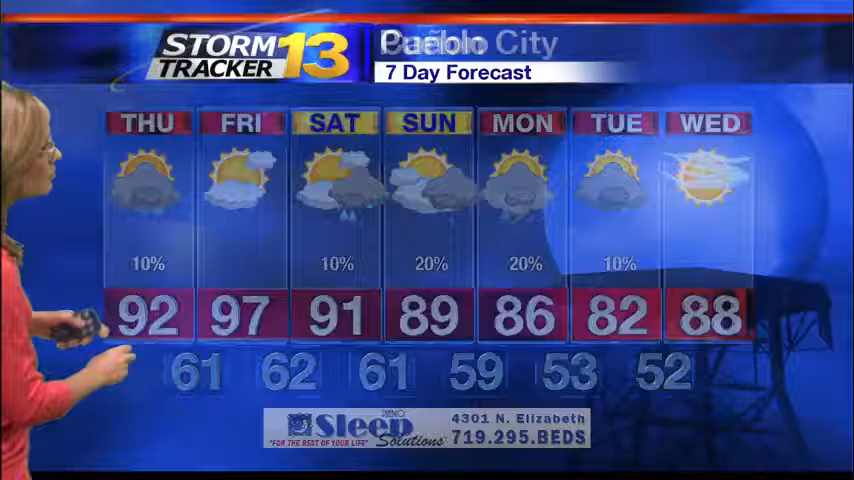 STORM
TRACKER 13
City
7 Day Forecast
THU FRI SAT SUN MON TUE WED
10% 10% 20% 20% 10%
92 97 91 89 86 82 88
61 62 61 59 53 52
Sleep
Solutions
"FOR THE REST OF YOUR LIFE"
4301 N. Elizabeth
719.295.BEDS